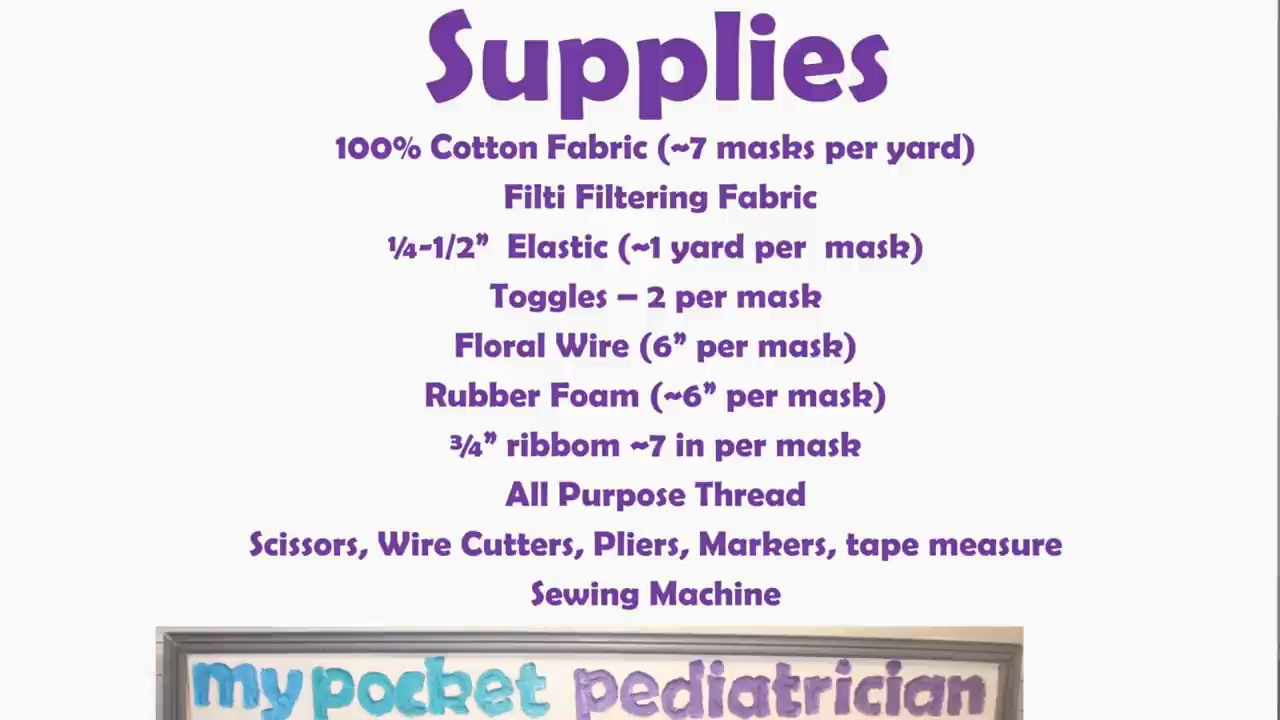 Supplies
100% Cotton Fabric (~7 masks per yard)
Filti Filtering Fabric
¼-1/2” Elastic (~1 yard per mask)
Toggles – 2 per mask
Floral Wire (6” per mask)
Rubber Foam (~6” per mask)
¾” ribbom ~7 in per mask
All Purpose Thread
Scissors, Wire Cutters, Pliers, Markers, tape measure
Sewing Machine
my pocket pediatrician